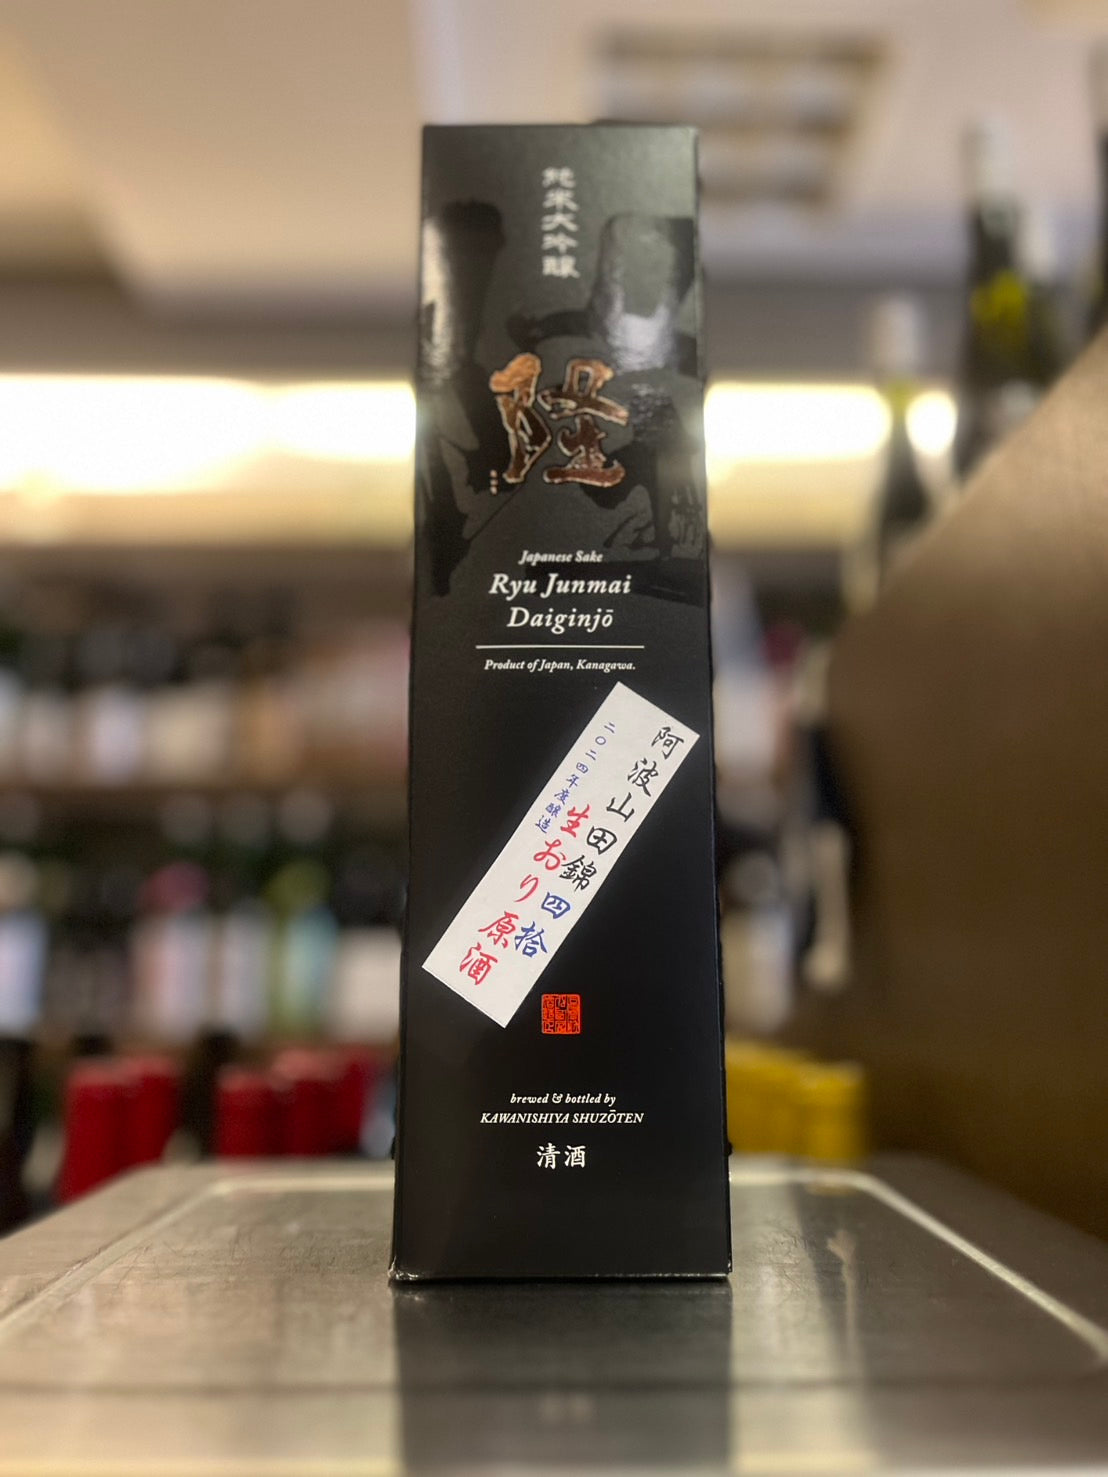 純米大吟醸
隆
Japanese Sake
Ryu Junmai
Daiginjō
Product of Japan, Kanagawa.
阿波山田錦四拾
生おり原酒
二〇二四年度醸造
brewed & bottled by
KAWANISHIYA SHUZŌTEN
清酒